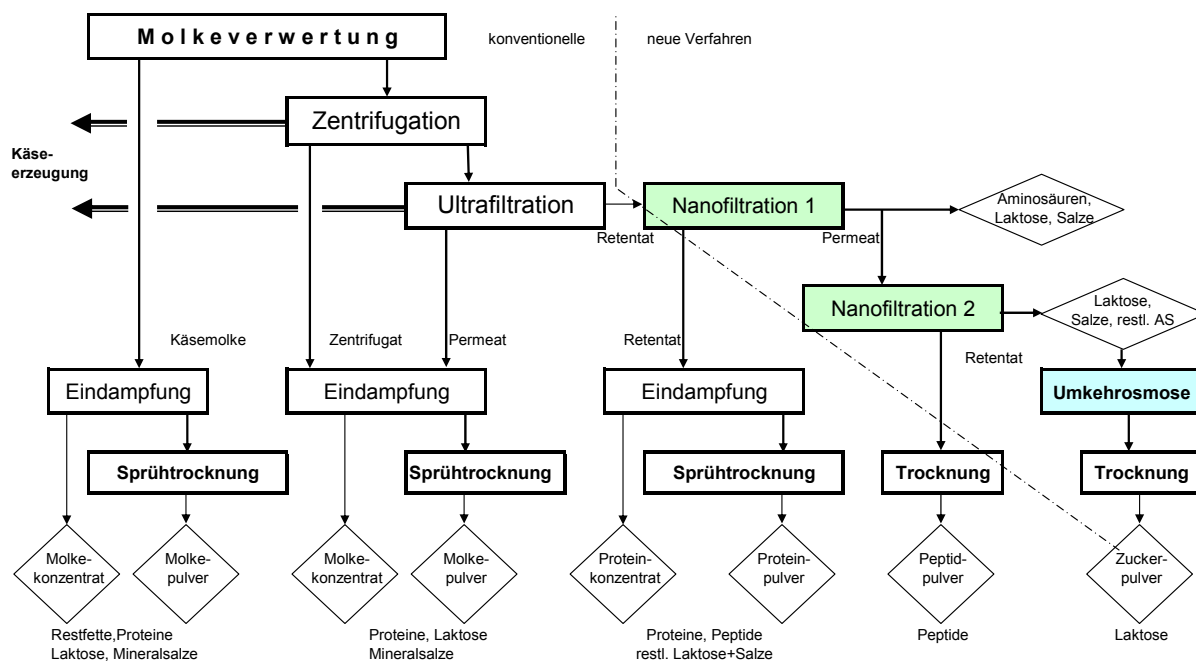 M o l k e v e r w e r t u n g
konventionelle
neue Verfahren
Zentrifugation
Käse-
erzeugung
Ultrafiltration
Retentat
Nanofiltration 1
Permeat
Aminosäuren,
Laktose, Salze
Nanofiltration 2
Laktose,
Salze, restl. AS
Käsemolke
Zentrifugat
Permeat
Retentat
Retentat
Eindampfung
Eindampfung
Eindampfung
Umkehrosmose
Sprühtrocknung
Sprühtrocknung
Sprühtrocknung
Trocknung
Trocknung
Molke-
konzentrat
Molke-
pulver
Molke-
konzentrat
Molke-
pulver
Protein-
konzentrat
Protein-
pulver
Peptid-
pulver
Zucker-
pulver
Restfette,Proteine
Laktose, Mineralsalze
Proteine, Laktose
Mineralsalze
Proteine, Peptide
restl. Laktose+Salze
Peptide
Laktose